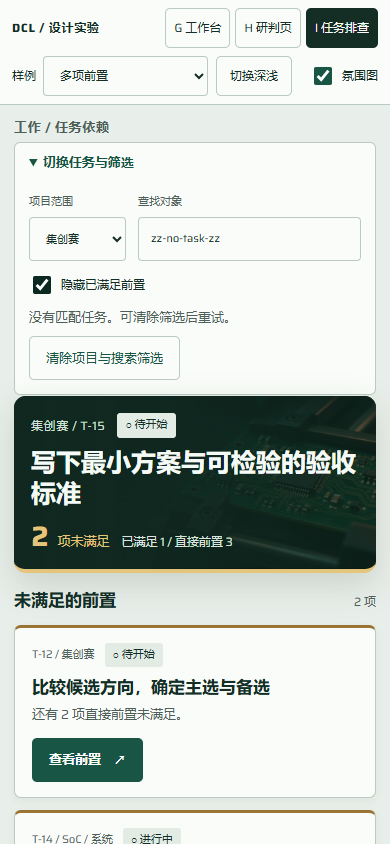 DCL / 设计实验
G 工作台
H 研判页
I 任务排查
样例
多项前置
切换深浅
氛围图
工作 / 任务依赖
▼ 切换任务与筛选
项目范围
查找对象
集创赛
zz-no-task-zz
隐藏已满足前置
没有匹配任务。可清除筛选后重试。
清除项目与搜索筛选
集创赛 / T-15
○ 待开始
写下最小方案与可检验的验收
标准
2 项未满足 已满足 1 / 直接前置 3
未满足的前置
2 项
T-12 / 集创赛
○ 待开始
比较候选方向，确定主选与备选
还有 2 项直接前置未满足。
查看前置 ↗
T-14 / SoC / 系统
○ 进行中